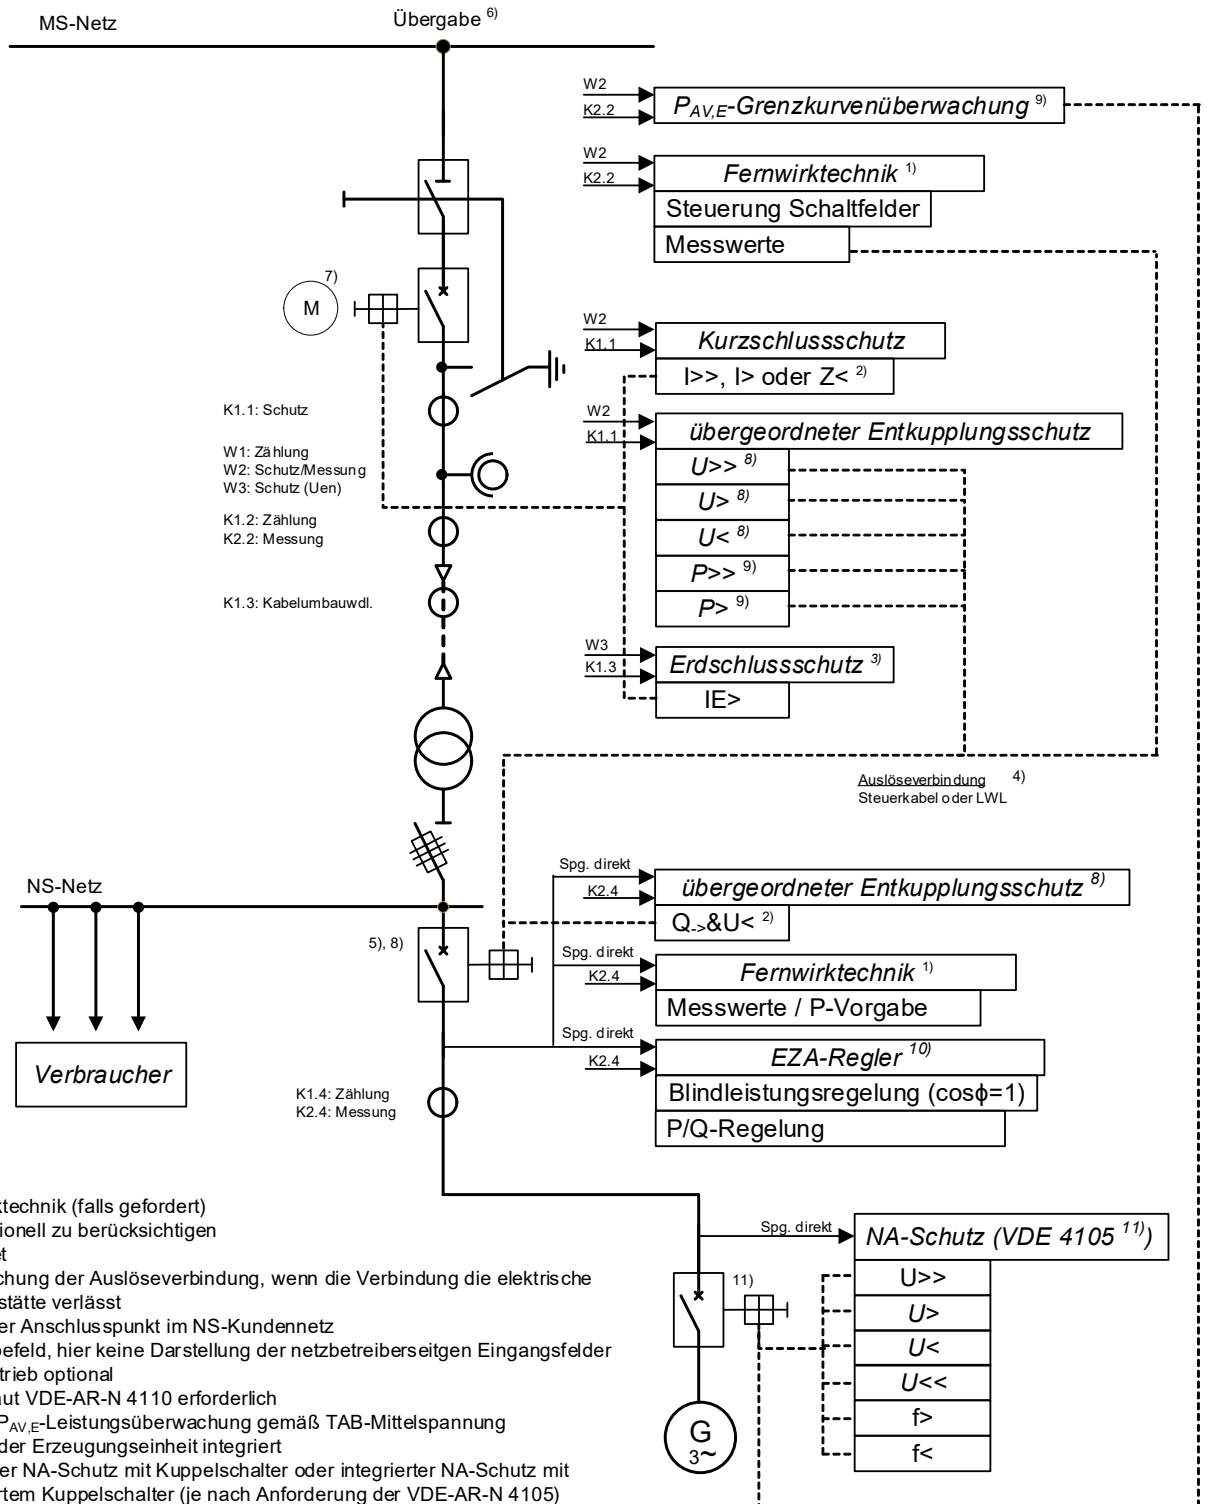 MS-Netz
Übergabe 6)
W2
K2.2
P_AV,E-Grenzkurvenüberwachung 9)
W2
K2.2
Fernwirktechnik 1)
Steuerung Schaltfelder
Messwerte
7)
M
W2
K1.1
Kurzschlussschutz
I>>, I> oder Z< 2)
K1.1: Schutz
W1: Zählung
W2: Schutz/Messung
W3: Schutz (Uen)
K1.2: Zählung
K2.2: Messung
K1.3: Kabelumbauwdl.
W2
K1.1
übergeordneter Entkupplungsschutz
U>> 8)
U> 8)
U< 8)
P>> 9)
P> 9)
W3
K1.3
Erdschlussschutz 3)
IE>
Auslöseverbindung 4)
Steuerkabel oder LWL
NS-Netz
Spg. direkt
K2.4
übergeordneter Entkupplungsschutz 8)
Q->&U< 2)
5), 8)
Spg. direkt
K2.4
Fernwirktechnik 1)
Messwerte / P-Vorgabe
Spg. direkt
K2.4
EZA-Regler 10)
Blindleistungsregelung (cosϕ=1)
P/Q-Regelung
Verbraucher
K1.4: Zählung
K2.4: Messung
Spg. direkt
NA-Schutz (VDE 4105 11))
U>>
U>
U<
U<<
f>
f<
11)
G
3~
ktechnik (falls gefordert)
ionell zu berücksichtigen
et
chung der Auslöseverbindung, wenn die Verbindung die elektrische
stätte verlässt
er Anschlusspunkt im NS-Kundennetz
befeld, hier keine Darstellung der netzbetreiberseitgen Eingangsfelder
trieb optional
aut VDE-AR-N 4110 erforderlich
P_AV,E-Leistungsüberwachung gemäß TAB-Mittelspannung
der Erzeugungseinheit integriert
er NA-Schutz mit Kuppelschalter oder integrierter NA-Schutz mit
rtem Kuppelschalter (je nach Anforderung der VDE-AR-N 4105)